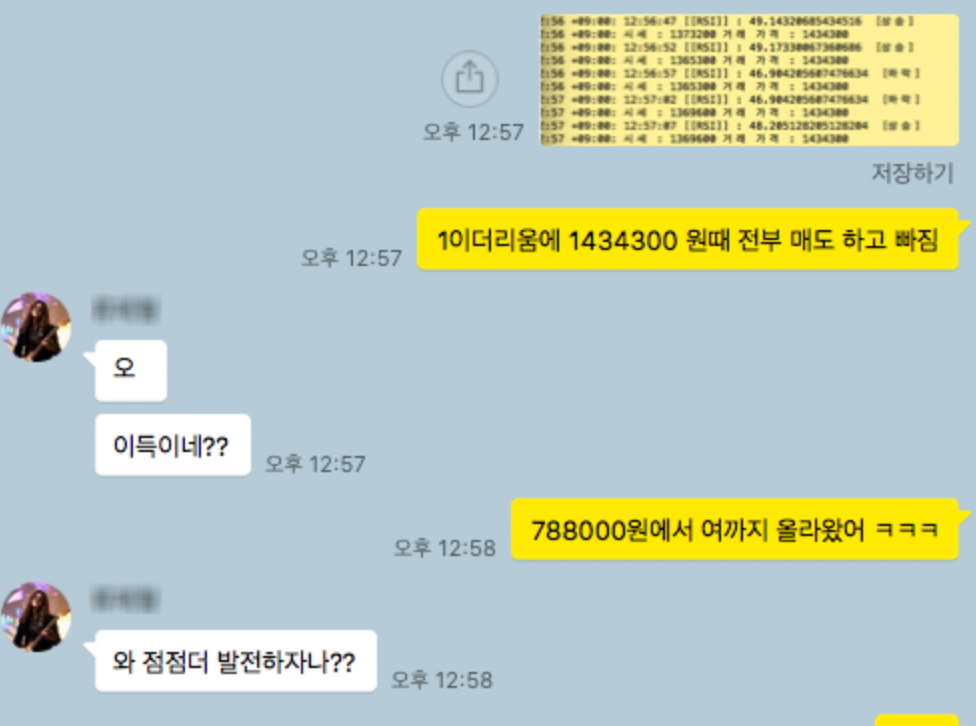 :56 +09:00: 12:56:47 [[RSI]] : 49.14320685434516 [상승]
:56 +09:00: 시세 : 1373200 거래 가격 : 1434300
:56 +09:00: 12:56:52 [[RSI]] : 49.17330067360686 [상승]
:56 +09:00: 시세 : 1365300 거래 가격 : 1434300
:56 +09:00: 12:56:57 [[RSI]] : 46.904205607476634 [하락]
:56 +09:00: 시세 : 1365300 거래 가격 : 1434300
:57 +09:00: 12:57:02 [[RSI]] : 46.904205607476634 [하락]
:57 +09:00: 시세 : 1369600 거래 가격 : 1434300
:57 +09:00: 12:57:07 [[RSI]] : 48.205128205128204 [상승]
:57 +09:00: 시세 : 1369600 거래 가격 : 1434300
오후 12:57
저장하기
1이더리움에 1434300 원때 전부 매도 하고 빠짐
오후 12:57
오
이득이네??
오후 12:57
788000원에서 여까지 올라왔어 ㅋㅋㅋ
오후 12:58
와 점점더 발전하자나??
오후 12:58